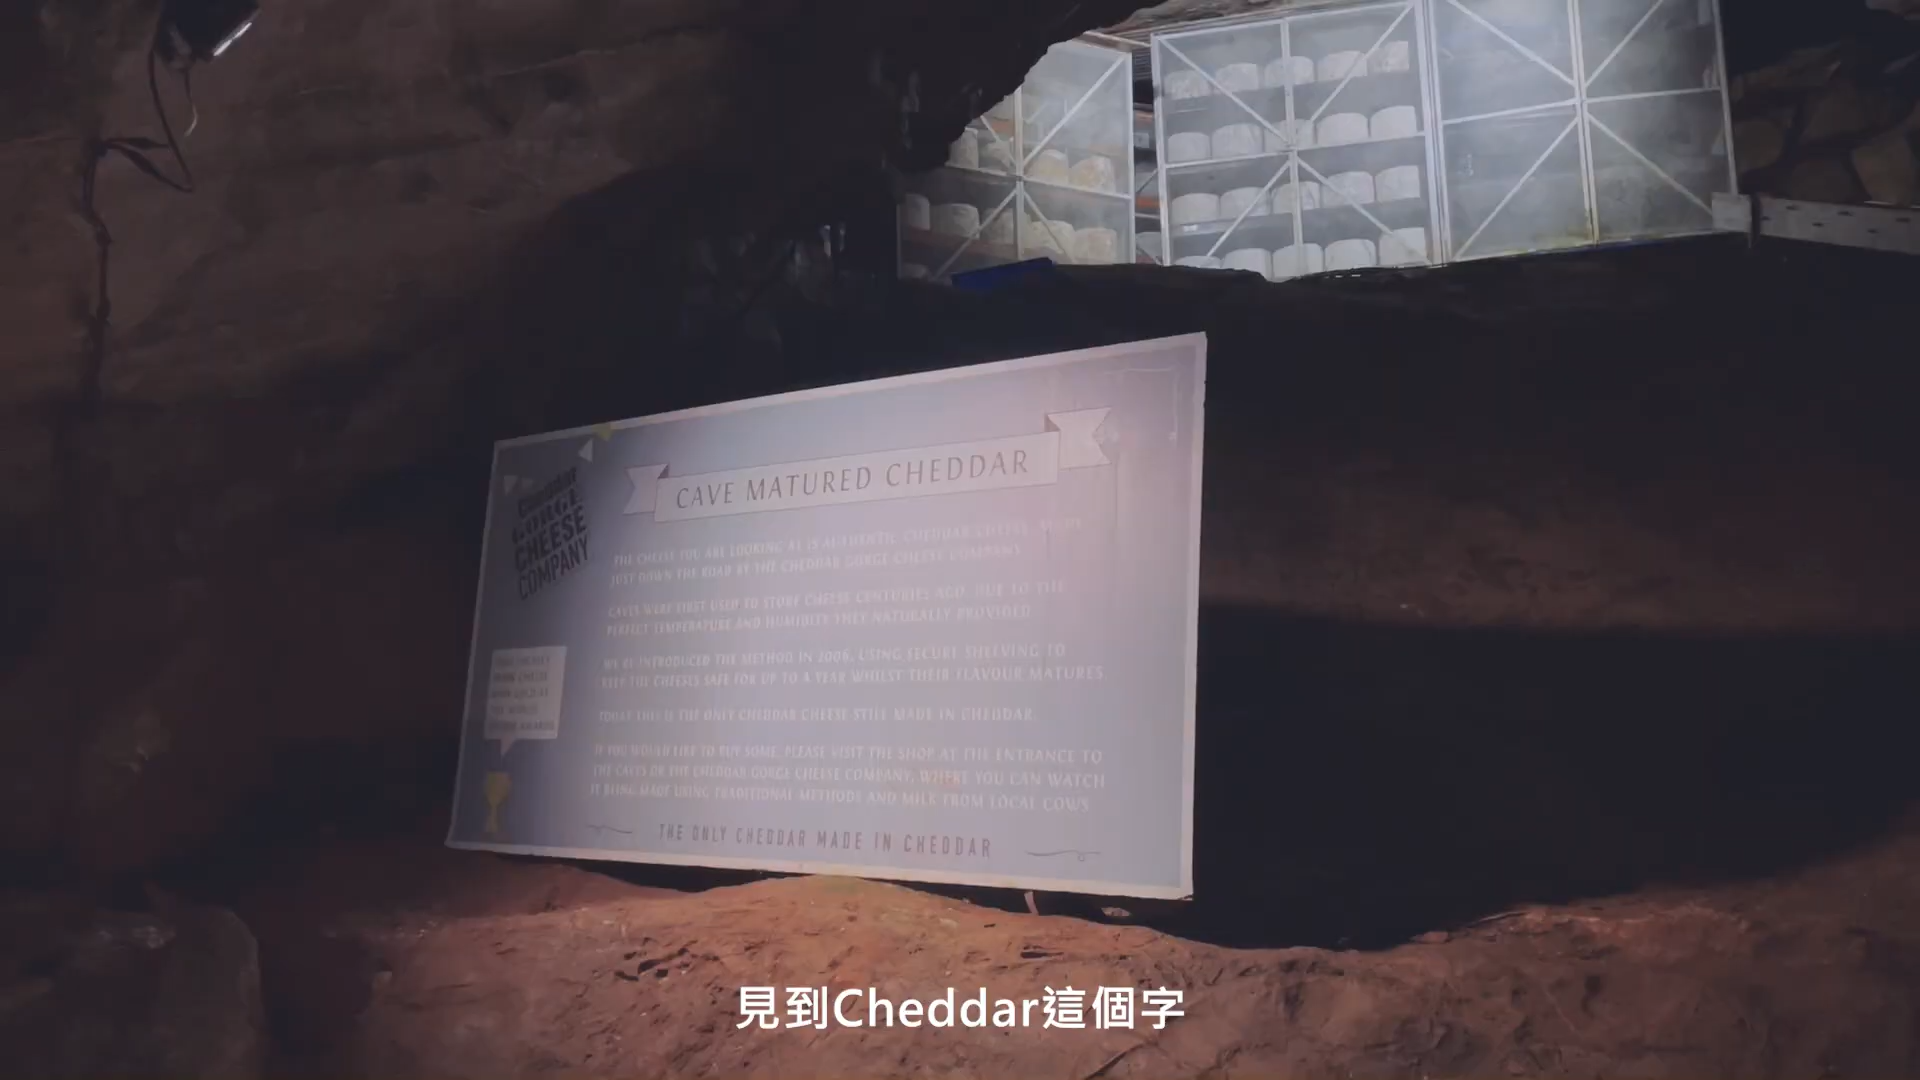 CAVE MATURED CHEDDAR
Cheddar
GORGE
CHEESE
COMPANY
THE CHEESE YOU ARE LOOKING AT IS AUTHENTIC CHEDDAR CHEESE, MADE
JUST DOWN THE ROAD BY THE CHEDDAR GORGE CHEESE COMPANY.
CAVES WERE FIRST USED TO STORE CHEESE CENTURIES AGO, DUE TO THE
PERFECT TEMPERATURE AND HUMIDITY THEY NATURALLY PROVIDED.
WE RE-INTRODUCED THE METHOD IN 2006, USING SECURE SHELVING TO
KEEP THE CHEESES SAFE FOR UP TO A YEAR WHILST THEIR FLAVOUR MATURES.
TODAY THIS IS THE ONLY CHEDDAR CHEESE STILL MADE IN CHEDDAR.
IF YOU WOULD LIKE TO BUY SOME, PLEASE VISIT THE SHOP AT THE ENTRANCE TO
THE CAVES OR THE CHEDDAR GORGE CHEESE COMPANY, WHERE YOU CAN WATCH
IT BEING MADE USING TRADITIONAL METHODS AND MILK FROM LOCAL COWS
THE ONLY CHEDDAR MADE IN CHEDDAR
見到Cheddar這個字